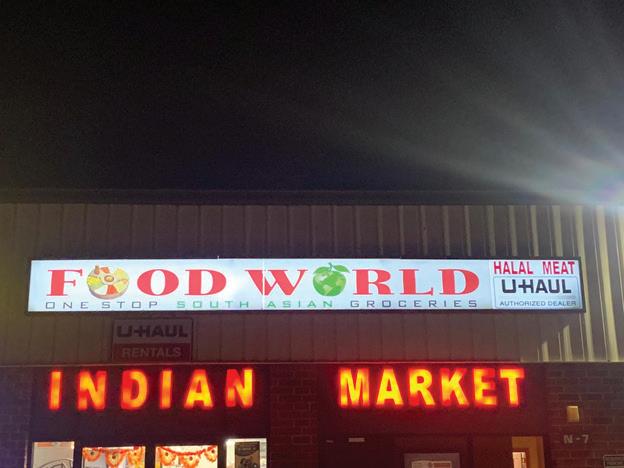 FOOD WORLD
ONE STOP SOUTH ASIAN GROCERIES
HALAL MEAT
U-HAUL
AUTHORIZED DEALER
U-HAUL
RENTALS
INDIAN MARKET
N-7